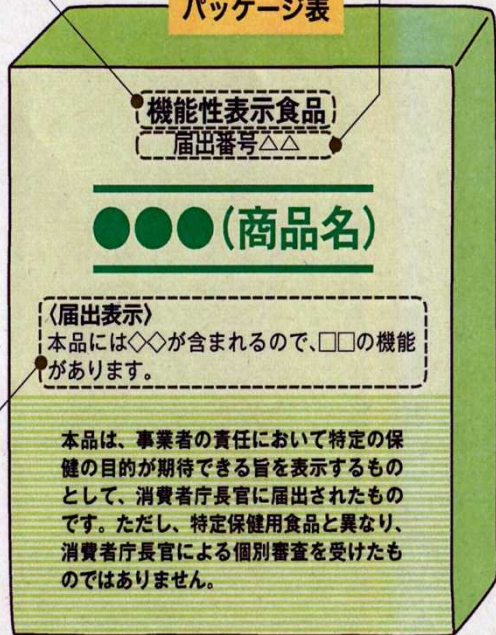 パッケージ表
機能性表示食品
届出番号△△
●●●(商品名)
〈届出表示〉
本品には◇◇が含まれるので、□□の機能
があります。
本品は、事業者の責任において特定の保
健の目的が期待できる旨を表示するもの
として、消費者庁長官に届出されたもの
です。ただし、特定保健用食品と異なり、
消費者庁長官による個別審査を受けたも
のではありません。